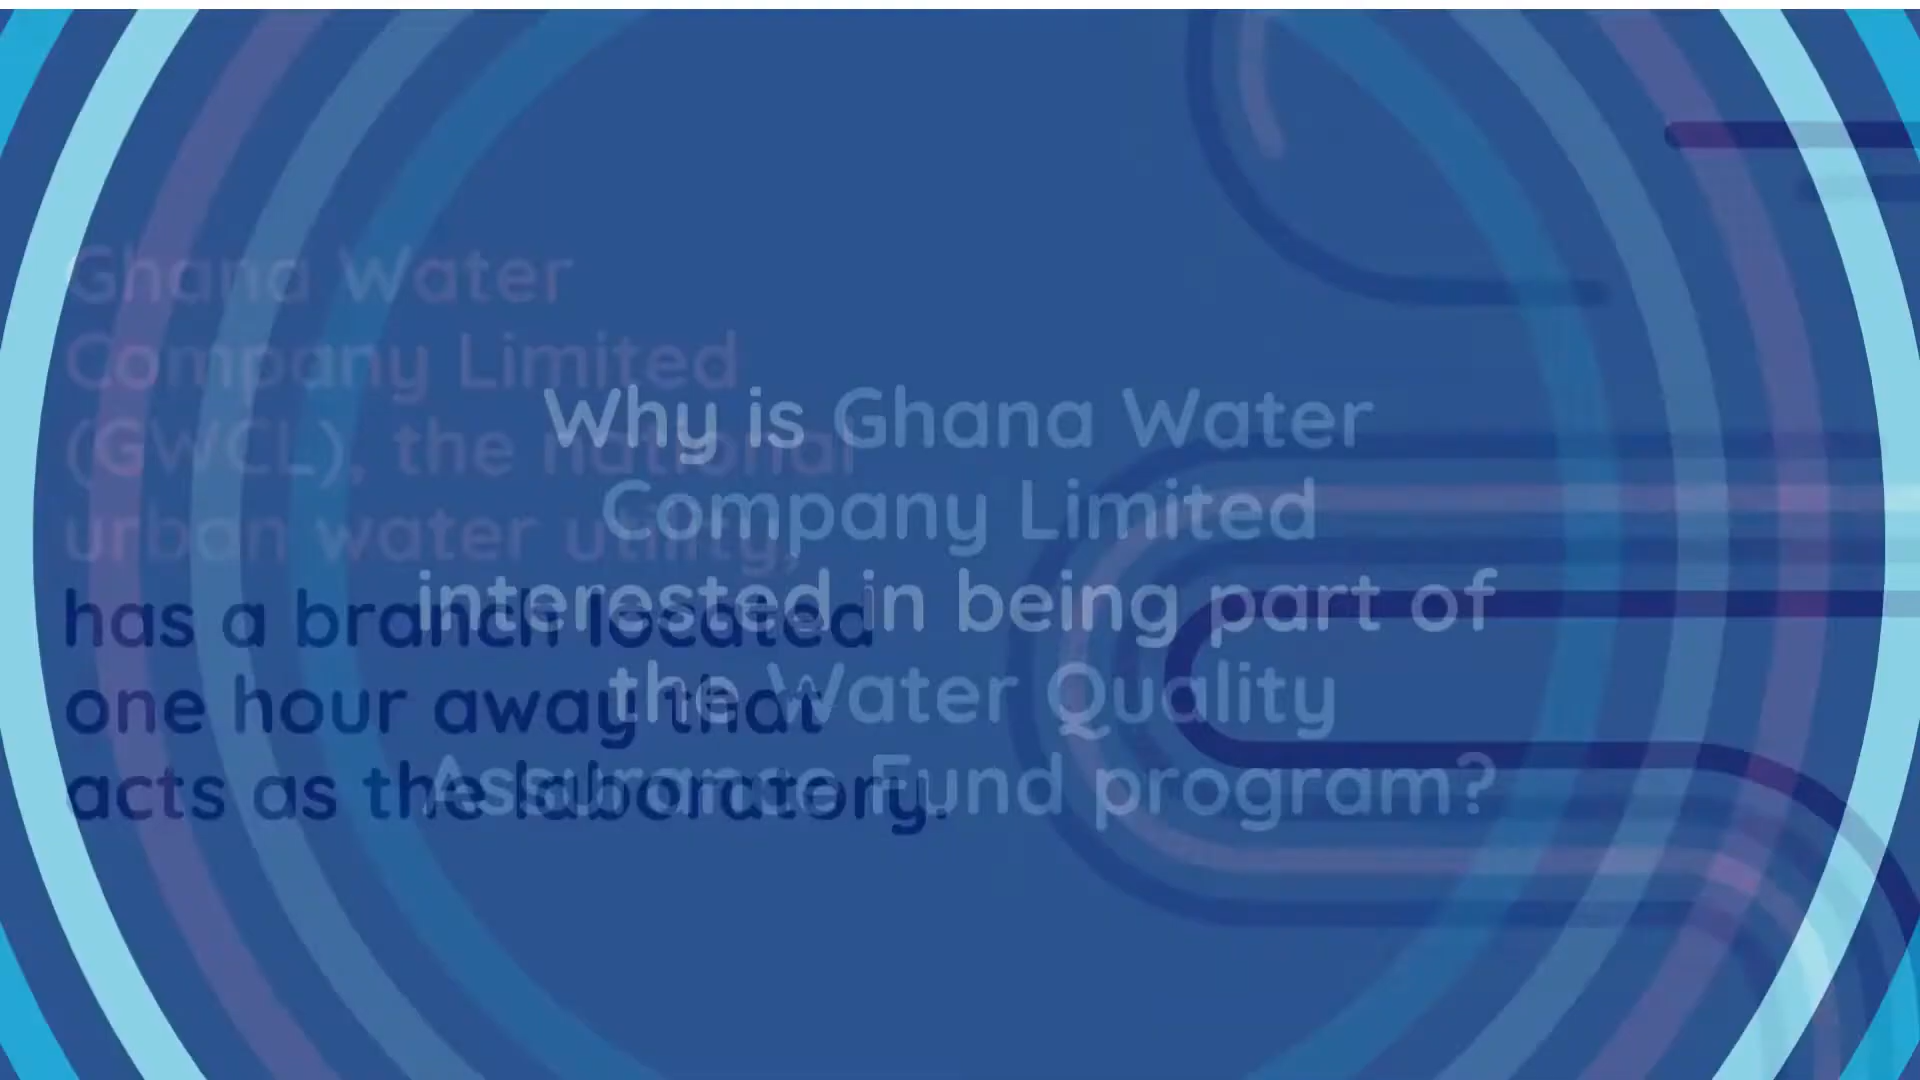 Ghana Water
Company Limited
(GWCL), the national
urban water utility,
has a branch located
one hour away that
acts as the laboratory.
Why is Ghana Water
Company Limited
interested in being part of
the Water Quality
Assurance Fund program?